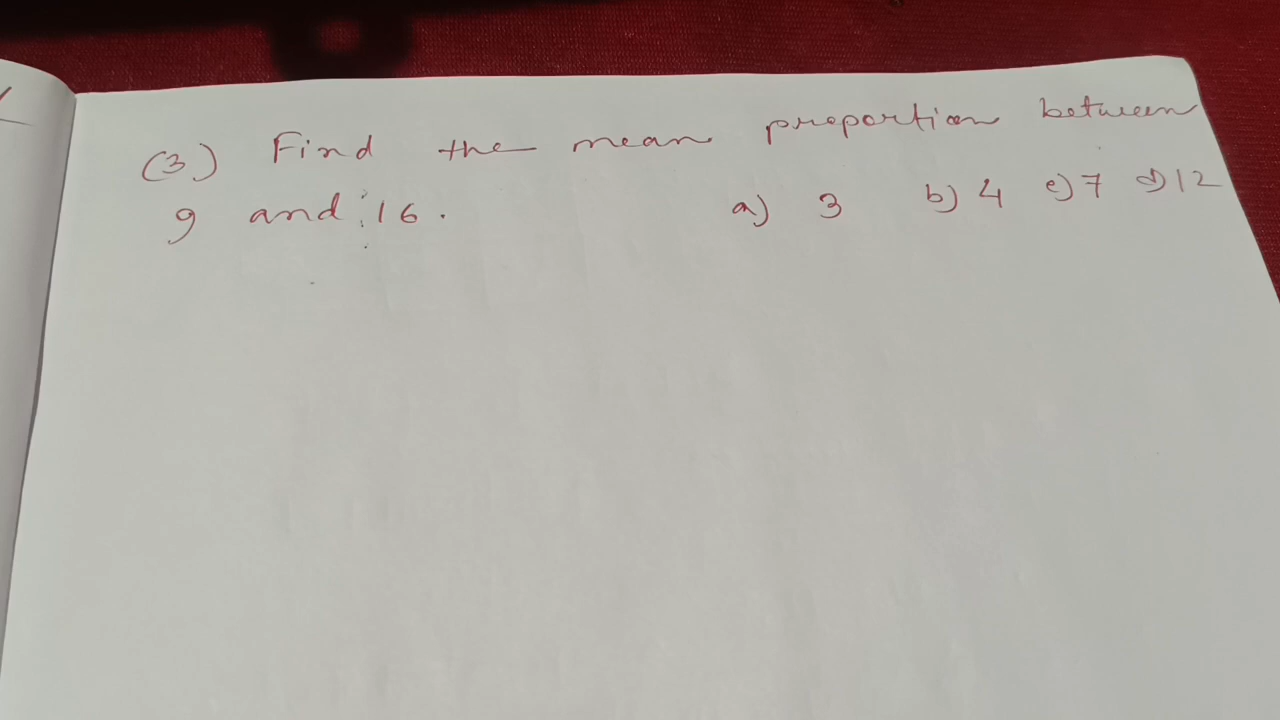 (3) Find the mean proportion between
9 and 16. a) 3 b) 4 c) 7 d) 12